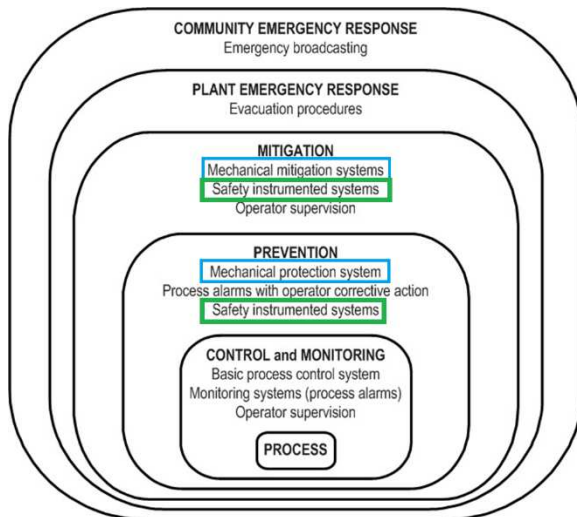 COMMUNITY EMERGENCY RESPONSE
Emergency broadcasting
PLANT EMERGENCY RESPONSE
Evacuation procedures
MITIGATION
Mechanical mitigation systems
Safety instrumented systems
Operator supervision
PREVENTION
Mechanical protection system
Process alarms with operator corrective action
Safety instrumented systems
CONTROL and MONITORING
Basic process control system
Monitoring systems (process alarms)
Operator supervision
PROCESS